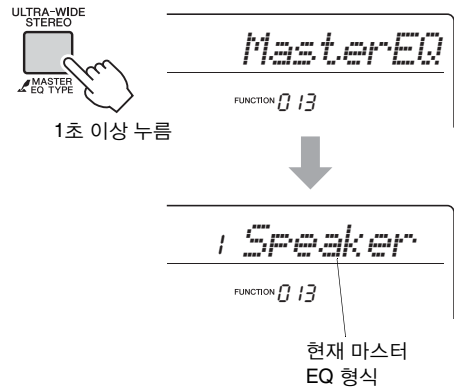 ULTRA-WIDE
STEREO
MASTER
EQ TYPE
1초 이상 누름
MasterEQ
FUNCTION 013
1 Speaker
FUNCTION 013
현재 마스터
EQ 형식